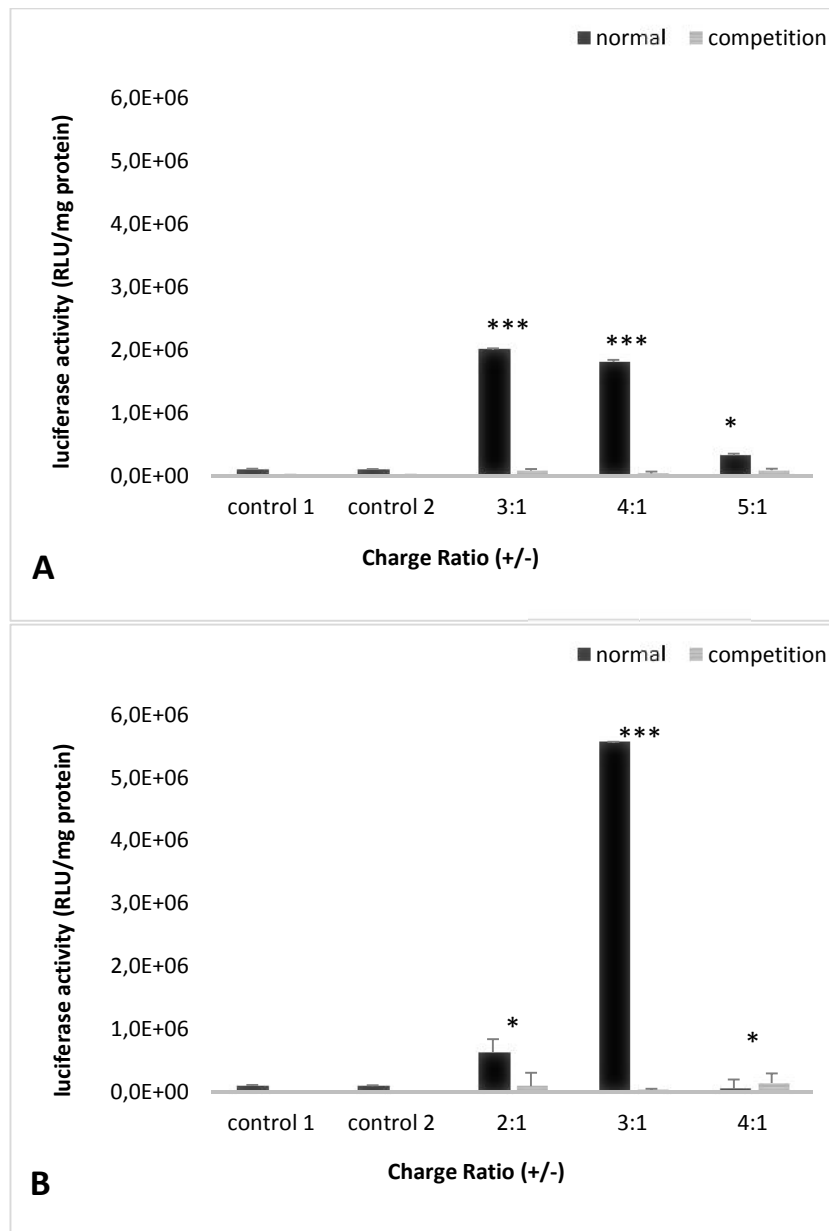 normal competition
luciferase activity (RLU/mg protein)
6,0E+06
5,0E+06
4,0E+06
3,0E+06
2,0E+06
1,0E+06
0,0E+00
*** *** *
control 1 control 2 3:1 4:1 5:1
Charge Ratio (+/-)
A
normal competition
luciferase activity (RLU/mg protein)
6,0E+06
5,0E+06
4,0E+06
3,0E+06
2,0E+06
1,0E+06
0,0E+00
* *** *
control 1 control 2 2:1 3:1 4:1
Charge Ratio (+/-)
B